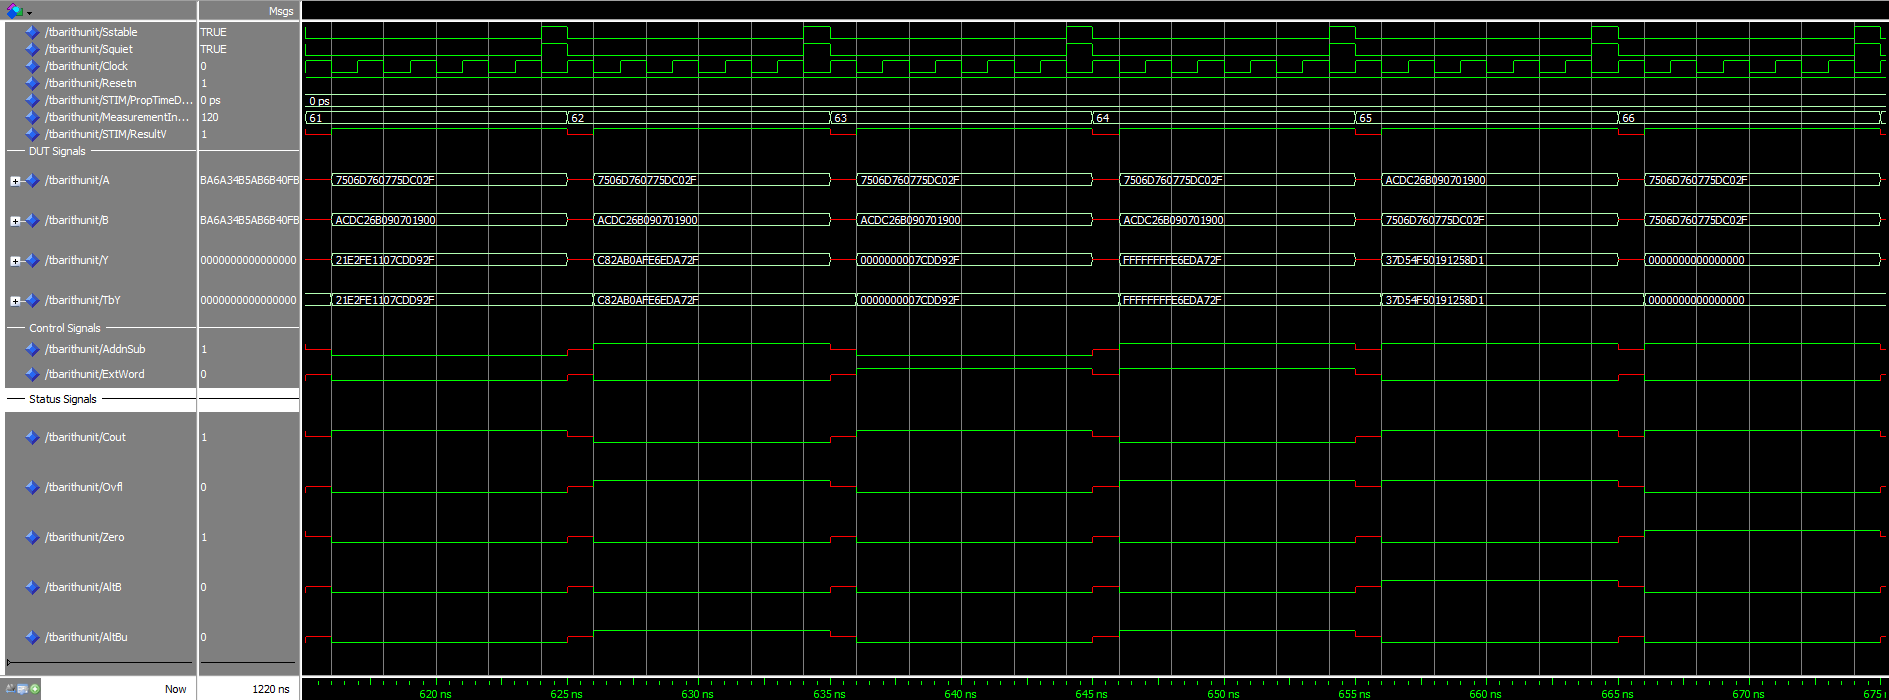 Msgs
/tbarithunit/Sstable TRUE
/tbarithunit/Squiet TRUE
/tbarithunit/Clock 0
/tbarithunit/Resetn 1
/tbarithunit/STIM/PropTimeD... 0 ps 0 ps
/tbarithunit/MeasurementIn... 120 61 62 63 64 65 66
/tbarithunit/STIM/ResultV 1
DUT Signals
/tbarithunit/A BA6A34B5AB6B40FB 7506D760775DC02F 7506D760775DC02F 7506D760775DC02F 7506D760775DC02F ACDC26B090701900 7506D760775DC02F
/tbarithunit/B BA6A34B5AB6B40FB ACDC26B090701900 ACDC26B090701900 ACDC26B090701900 ACDC26B090701900 7506D760775DC02F 7506D760775DC02F
/tbarithunit/Y 0000000000000000 21E2FE1107CDD92F C82AB0AFE6EDA72F 0000000007CDD92F FFFFFFFFE6EDA72F 37D54F50191258D1 0000000000000000
/tbarithunit/TbY 0000000000000000 21E2FE1107CDD92F C82AB0AFE6EDA72F 0000000007CDD92F FFFFFFFFE6EDA72F 37D54F50191258D1 0000000000000000
Control Signals
/tbarithunit/AddnSub 1
/tbarithunit/ExtWord 0
Status Signals
/tbarithunit/Cout 1
/tbarithunit/Ovfl 0
/tbarithunit/Zero 1
/tbarithunit/AltB 0
/tbarithunit/AltBu 0
Now 1220 ns 620 ns 625 ns 630 ns 635 ns 640 ns 645 ns 650 ns 655 ns 660 ns 665 ns 670 ns 675 n